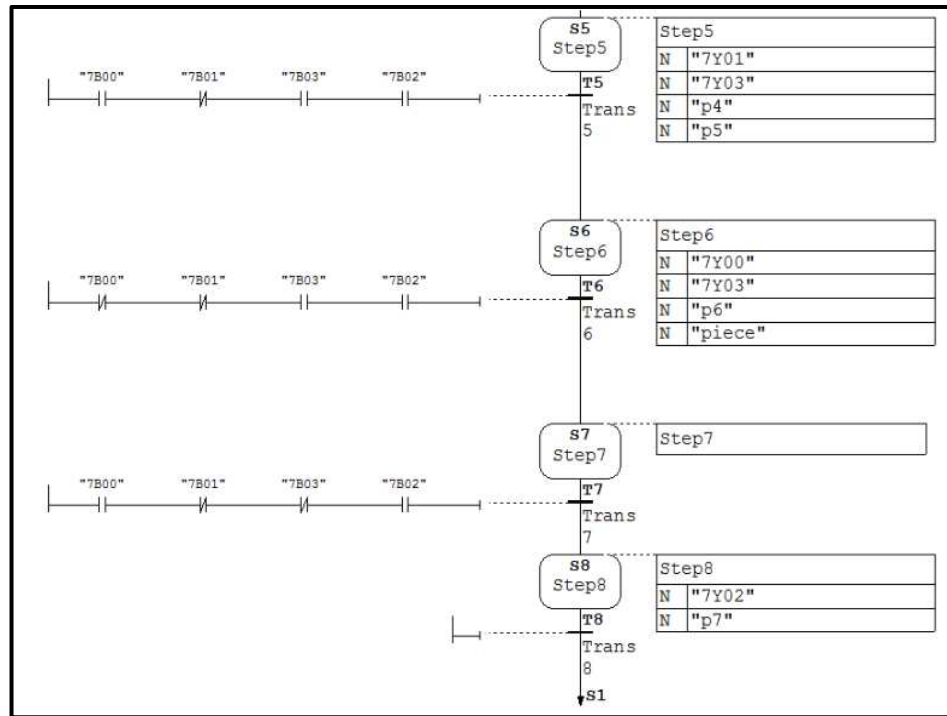 S5
Step5
Step5
N "7Y01"
N "7Y03"
N "p4"
N "p5"
"7B00" "7B01" "7B03" "7B02"
T5
Trans
5
S6
Step6
Step6
N "7Y00"
N "7Y03"
N "p6"
N "piece"
"7B00" "7B01" "7B03" "7B02"
T6
Trans
6
S7
Step7
Step7
"7B00" "7B01" "7B03" "7B02"
T7
Trans
7
S8
Step8
Step8
N "7Y02"
N "p7"
T8
Trans
8
S1